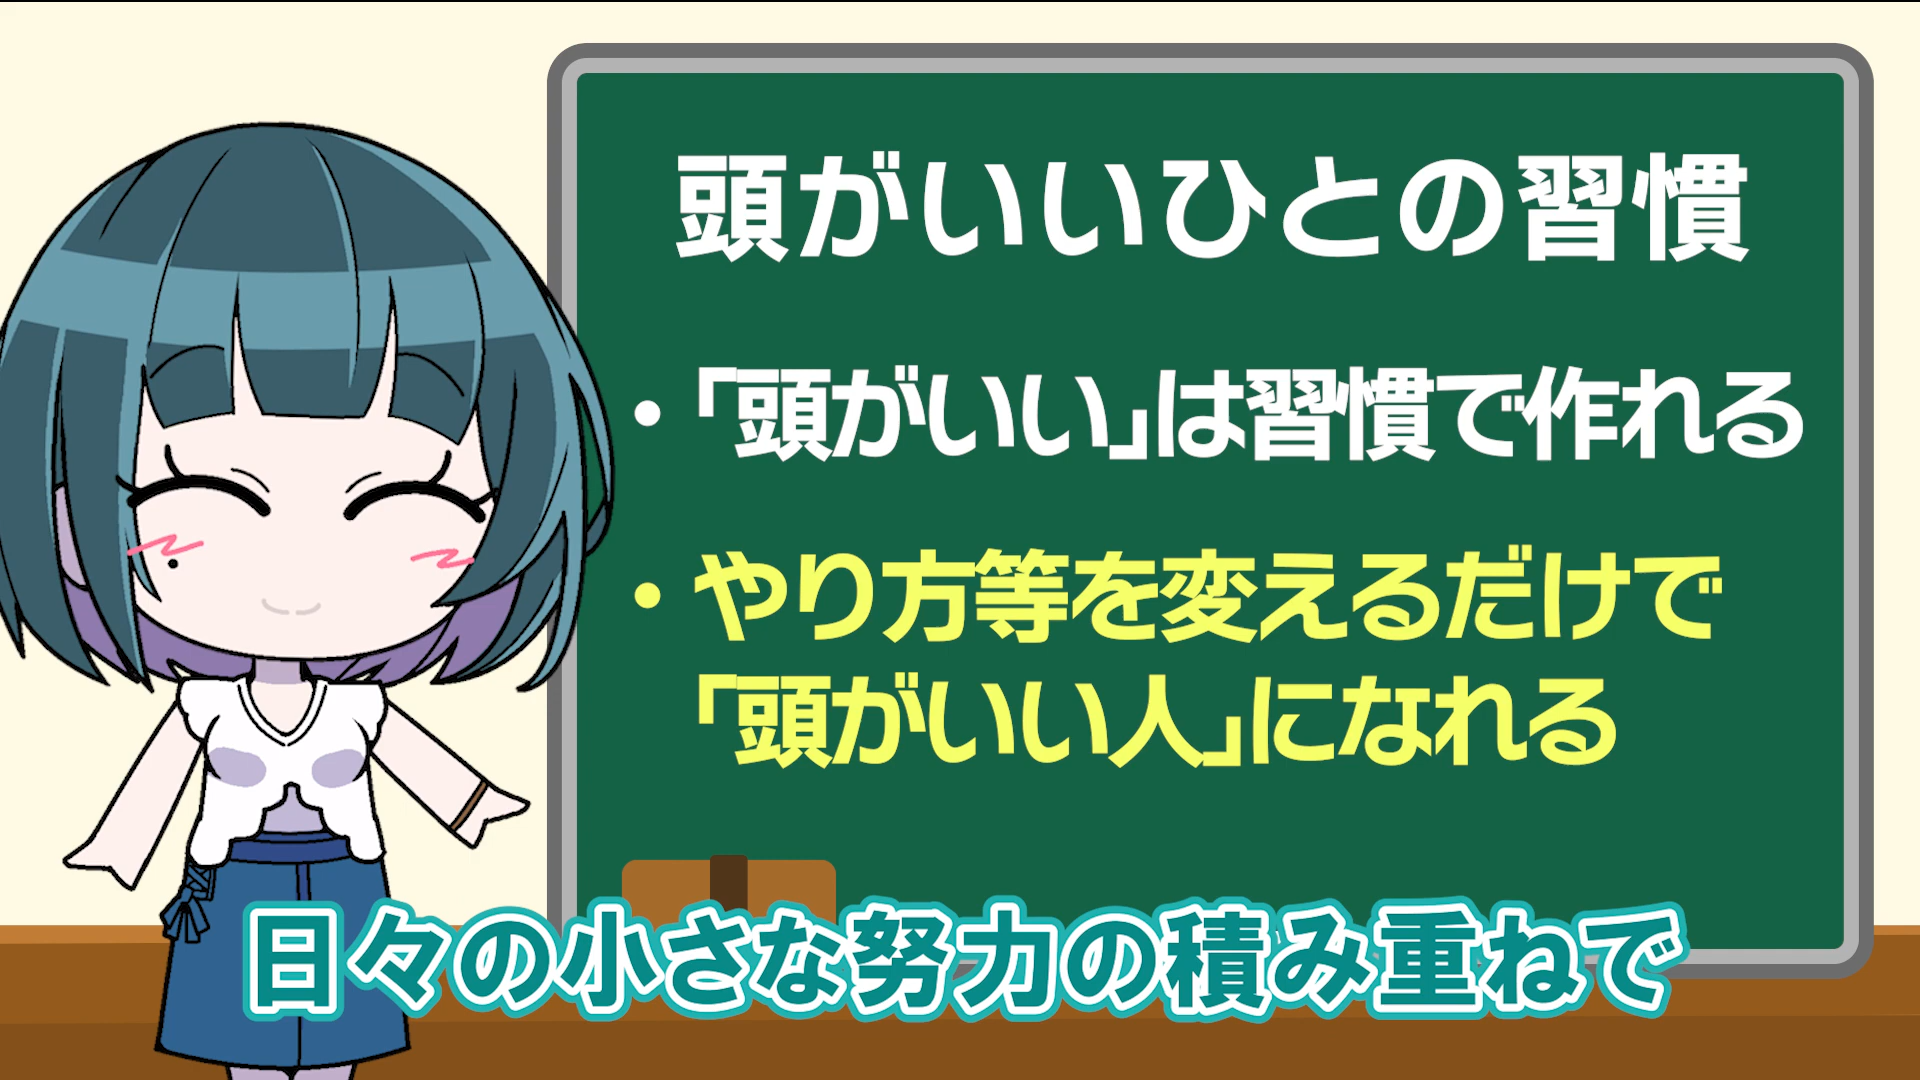 頭がいいひとの習慣
・「頭がいい」は習慣で作れる
・やり方等を変えるだけで
「頭がいい人」になれる
日々の小さな努力の積み重ねで